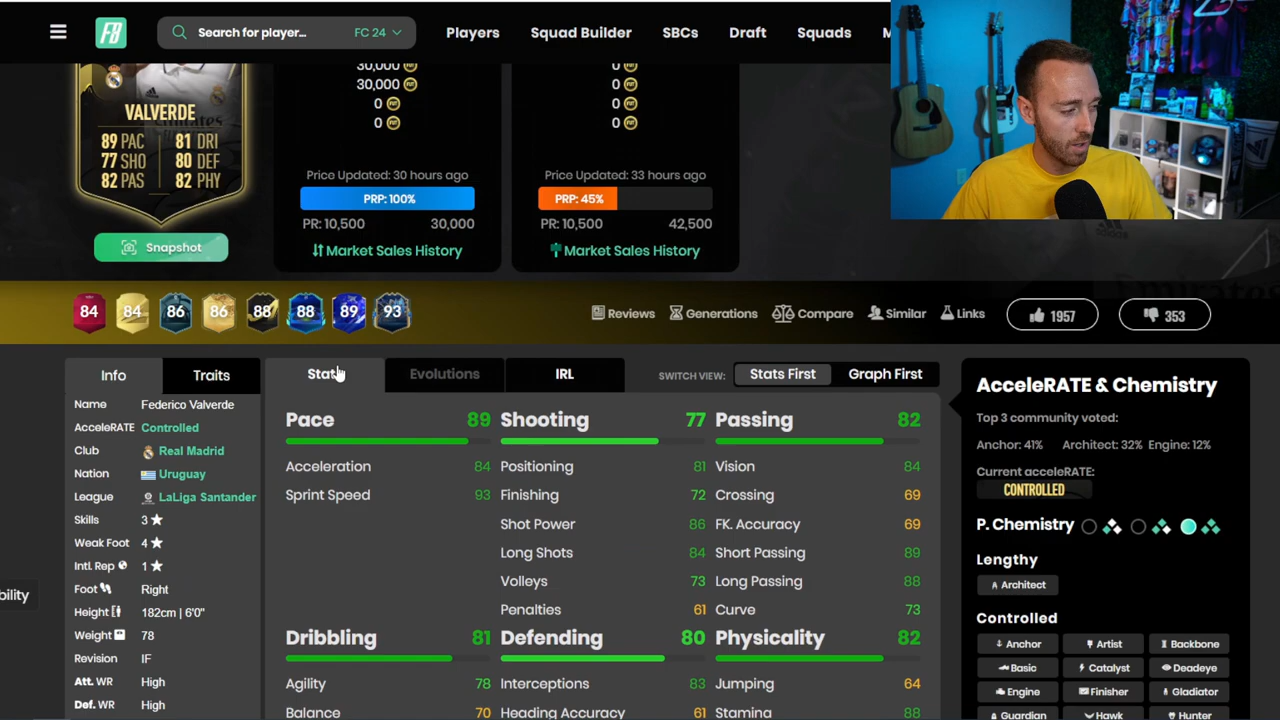 FB Search for player... FC 24 Players Squad Builder SBCs Draft Squads M
30,000
0
30,000 0
0 0
0 0
VALVERDE
89 PAC 81 DRI
77 SHO 80 DEF
82 PAS 82 PHY
Price Updated: 30 hours ago Price Updated: 33 hours ago
PRP: 100% PRP: 45%
PR: 10,500 30,000 PR: 10,500 42,500
Snapshot Market Sales History Market Sales History
84 84 86 86 88 88 89 93 Reviews Generations Compare Similar Links 1957 353
Info Traits Stats Evolutions IRL SWITCH VIEW: Stats First Graph First
Name Federico Valverde
AcceleRATE Controlled
Club Real Madrid
Nation Uruguay
League LaLiga Santander
Skills 3
Weak Foot 4
Intl. Rep 1
Foot Right
Height 182cm | 6'0"
Weight 78
Revision IF
Att. WR High
Def. WR High
bility
Pace 89
Acceleration 84
Sprint Speed 93
Shooting 77
Positioning 81
Finishing 72
Shot Power 86
Long Shots 84
Volleys 73
Penalties 61
Passing 82
Vision 84
Crossing 69
FK. Accuracy 69
Short Passing 89
Long Passing 88
Curve 73
Dribbling 81
Agility 78
Balance 70
Defending 80
Interceptions 83
Heading Accuracy 61
Physicality 82
Jumping 64
Stamina 88
AcceleRATE & Chemistry
Top 3 community voted:
Anchor: 41% Architect: 32% Engine: 12%
Current acceleRATE:
CONTROLLED
P. Chemistry
Lengthy
Architect
Controlled
Anchor Artist Backbone
Basic Catalyst Deadeye
Engine Finisher Gladiator
Guardian Hawk Hunter